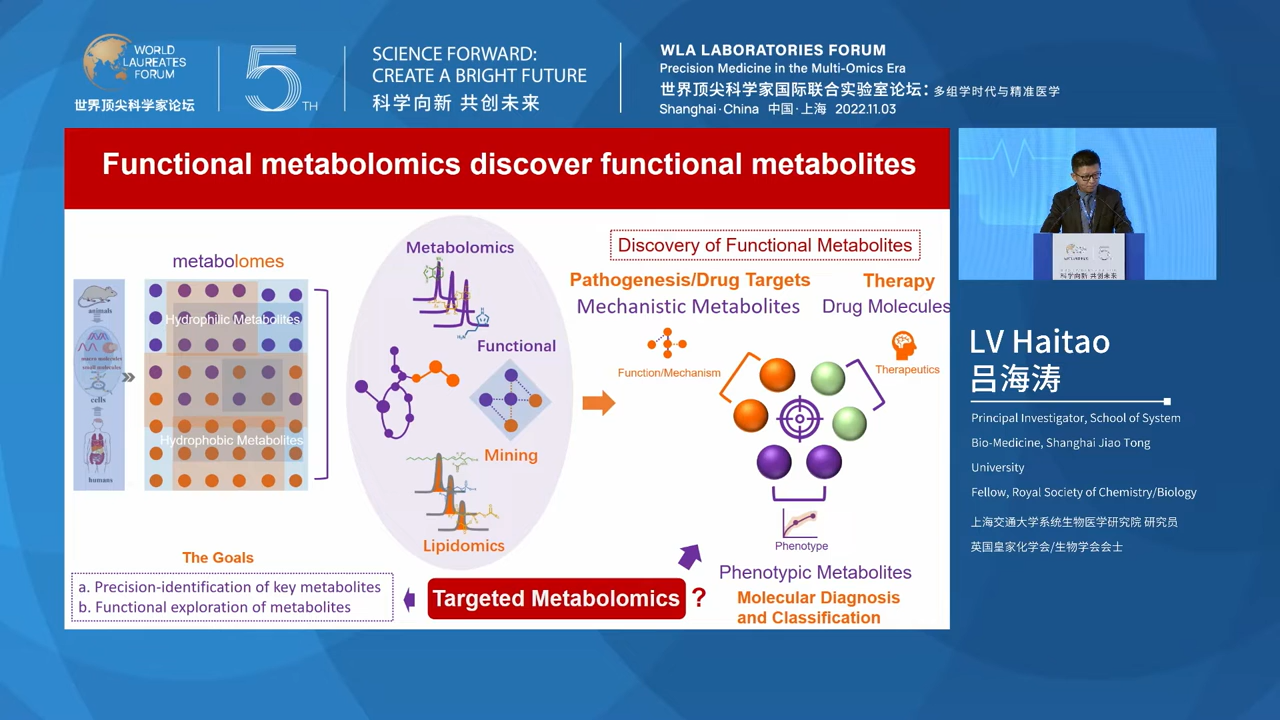 WORLD
LAUREATES
FORUM
世界顶尖科学家论坛
5TH
SCIENCE FORWARD:
CREATE A BRIGHT FUTURE
科学向新 共创未来
WLA LABORATORIES FORUM
Precision Medicine in the Multi-Omics Era
世界顶尖科学家国际联合实验室论坛：多组学时代与精准医学
Shanghai·China 中国·上海 2022.11.03
Functional metabolomics discover functional metabolites
metabolomes
animals
macro molecules
small molecules
cells
humans
Hydrophilic Metabolites
Hydrophobic Metabolites
Metabolomics
Functional
Mining
Lipidomics
Discovery of Functional Metabolites
Pathogenesis/Drug Targets
Mechanistic Metabolites
Therapy
Drug Molecules
Function/Mechanism
Therapeutics
Phenotype
Phenotypic Metabolites
Molecular Diagnosis
and Classification
The Goals
a. Precision-identification of key metabolites
b. Functional exploration of metabolites
Targeted Metabolomics ?
科学向新 共创未来
LV Haitao
吕海涛
Principal Investigator, School of System
Bio-Medicine, Shanghai Jiao Tong
University
Fellow, Royal Society of Chemistry/Biology
上海交通大学系统生物医学研究院 研究员
英国皇家化学会/生物学会会士